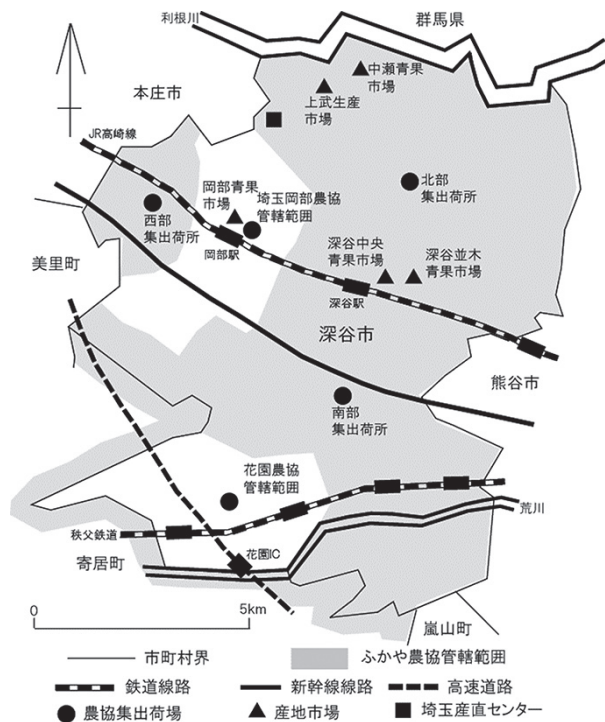 群馬県
利根川
中瀬青果
市場
上武生産
市場
本庄市
JR高崎線
北部
集出荷所
岡部青果
市場
埼玉岡部農協
管轄範囲
西部
集出荷所
岡部駅
深谷中央
青果市場
深谷並木
青果市場
美里町
深谷駅
深谷市
熊谷市
南部
集出荷所
花園農協
管轄範囲
秩父鉄道
荒川
花園IC
寄居町
0
5km
嵐山町
市町村界
ふかや農協管轄範囲
鉄道線路
新幹線線路
高速道路
農協集出荷場
産地市場
埼玉産直センター